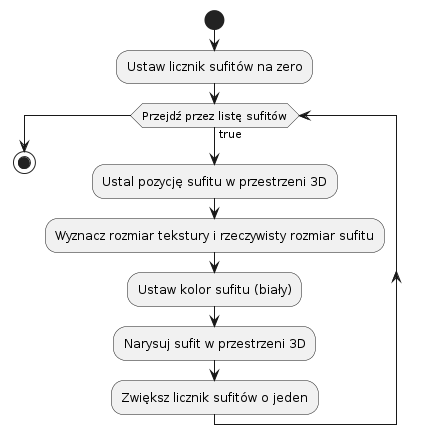 Ustaw licznik sufitów na zero
Przejdź przez listę sufitów
true
Ustal pozycję sufitu w przestrzeni 3D
Wyznacz rozmiar tekstury i rzeczywisty rozmiar sufitu
Ustaw kolor sufitu (biały)
Narysuj sufit w przestrzeni 3D
Zwiększ licznik sufitów o jeden